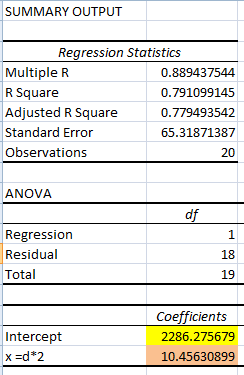 SUMMARY OUTPUT
Regression Statistics
Multiple R 0.889437544
R Square 0.791099145
Adjusted R Square 0.779493542
Standard Error 65.31871387
Observations 20
ANOVA
df
Regression 1
Residual 18
Total 19
Coefficients
Intercept 2286.275679
x =d*2 10.45630899